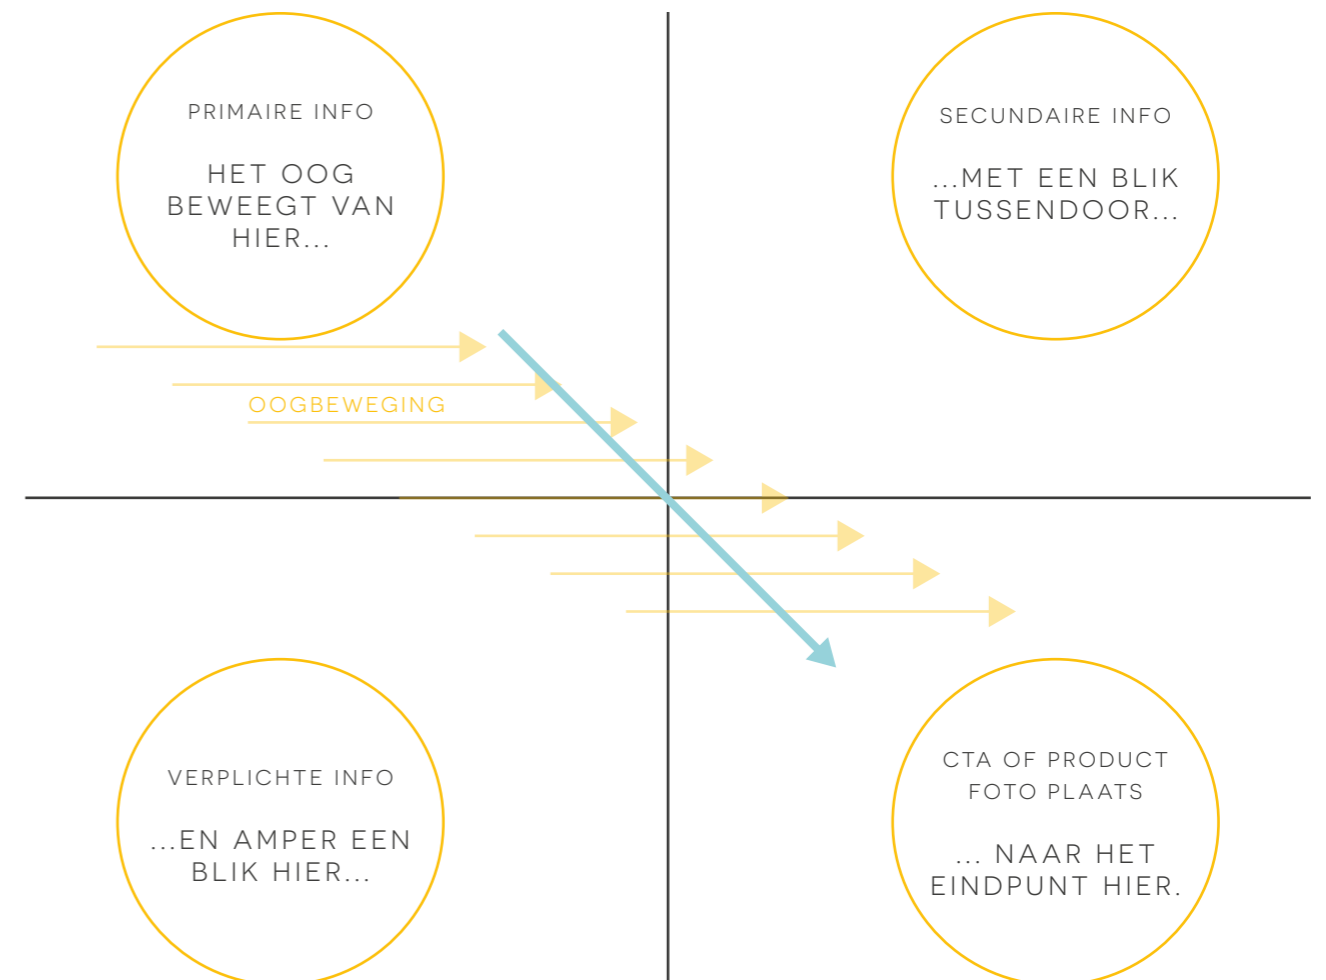 PRIMAIRE INFO
HET OOG
BEWEEGT VAN
HIER...
SECUNDAIRE INFO
...MET EEN BLIK
TUSSENDOOR...
OOGBEWEGING
VERPLICHTE INFO
...EN AMPER EEN
BLIK HIER...
CTA OF PRODUCT
FOTO PLAATS
... NAAR HET
EINDPUNT HIER.